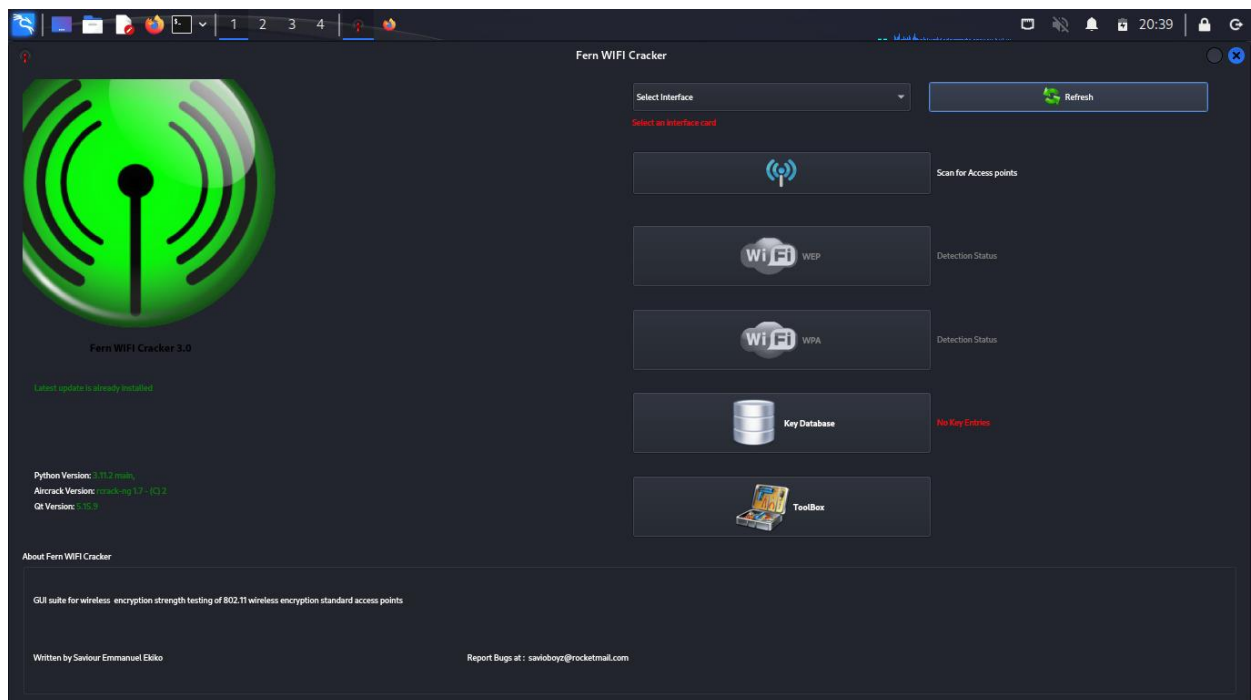 1 2 3 4 20:39
Fern WIFI Cracker
Select Interface
Refresh
Select an interface card
Scan for Access points
WiFi WEP
Detection Status
WiFi WPA
Detection Status
Fern WIFI Cracker 3.0
Latest update is already installed
Key Database
No Key Entries
Python Version: 3.11.2 main,
Aircrack Version: rcrack-ng 1.7 - (C) 2
Qt Version: 5.15.9
ToolBox
About Fern WIFI Cracker
GUI suite for wireless encryption strength testing of 802.11 wireless encryption standard access points
Written by Saviour Emmanuel Ekiko
Report Bugs at : savioboyz@rocketmail.com